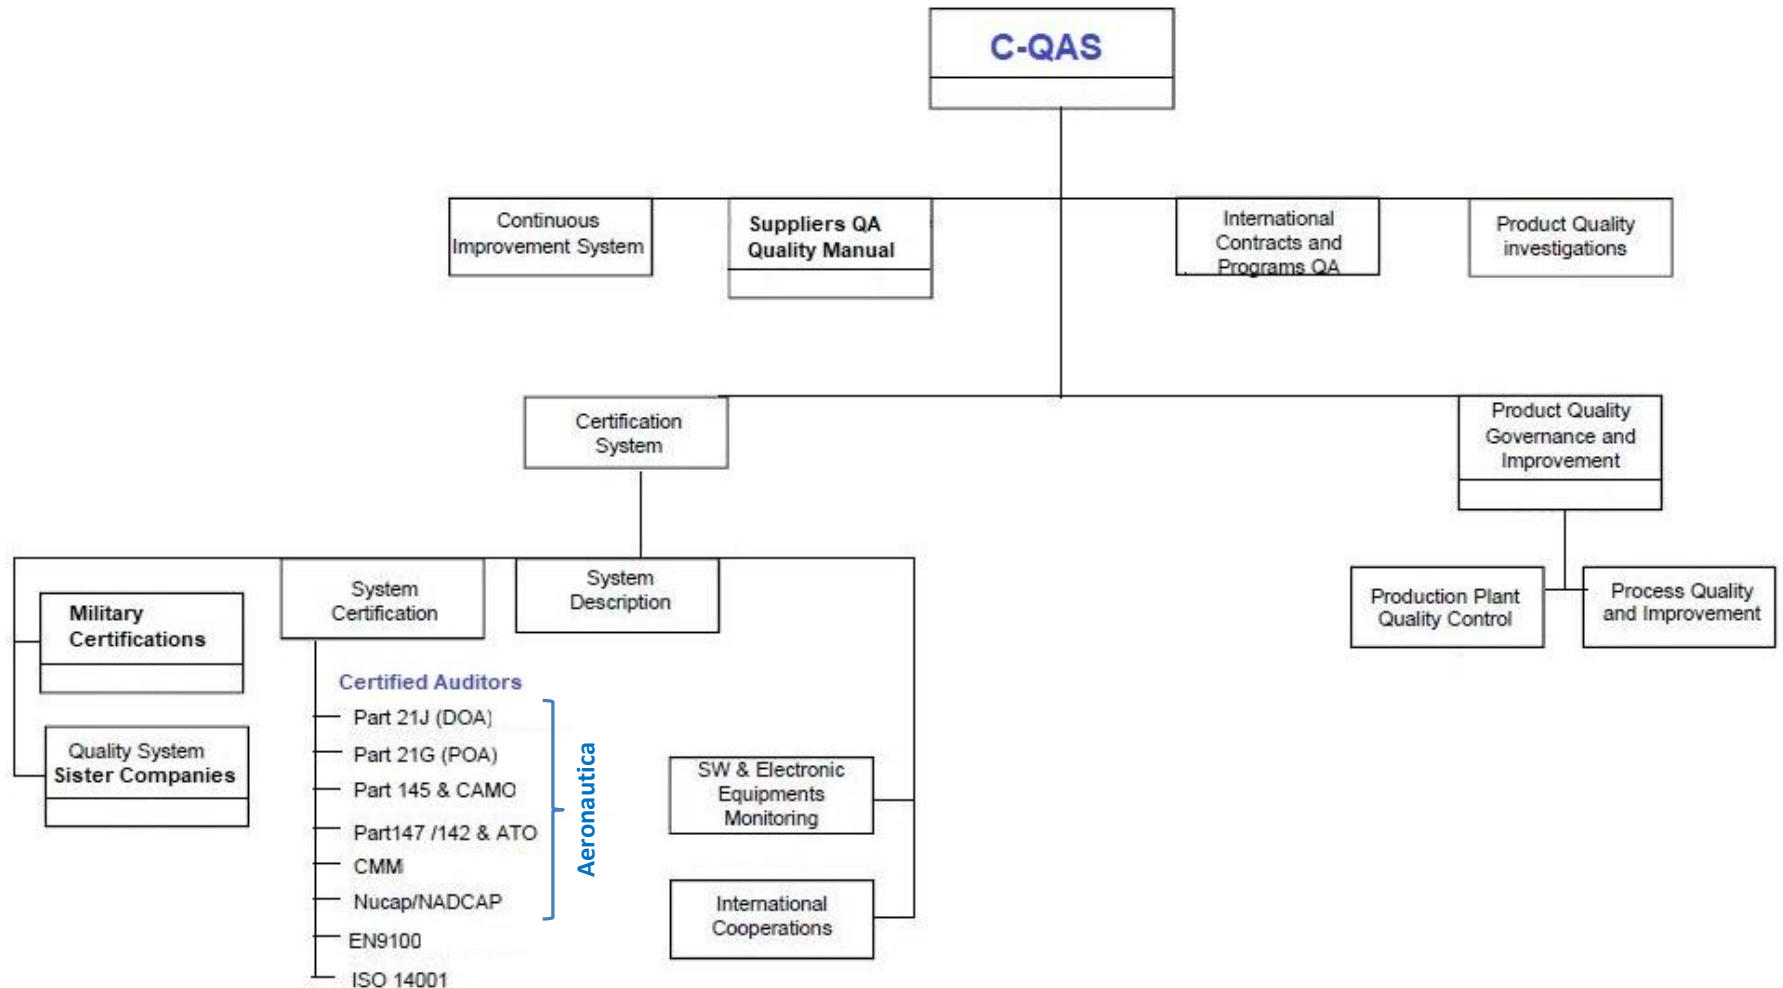 C-QAS
Continuous
Improvement System
Suppliers QA
Quality Manual
International
Contracts and
Programs QA
Product Quality
investigations
Certification
System
Product Quality
Governance and
Improvement
Military
Certifications
Quality System
Sister Companies
System
Certification
System
Description
Certified Auditors
Part 21J (DOA)
Part 21G (POA)
Part 145 & CAMO
Part147 /142 & ATO
CMM
Nucap/NADCAP
EN9100
ISO 14001
Aeronautica
SW & Electronic
Equipments
Monitoring
International
Cooperations
Production Plant
Quality Control
Process Quality
and Improvement